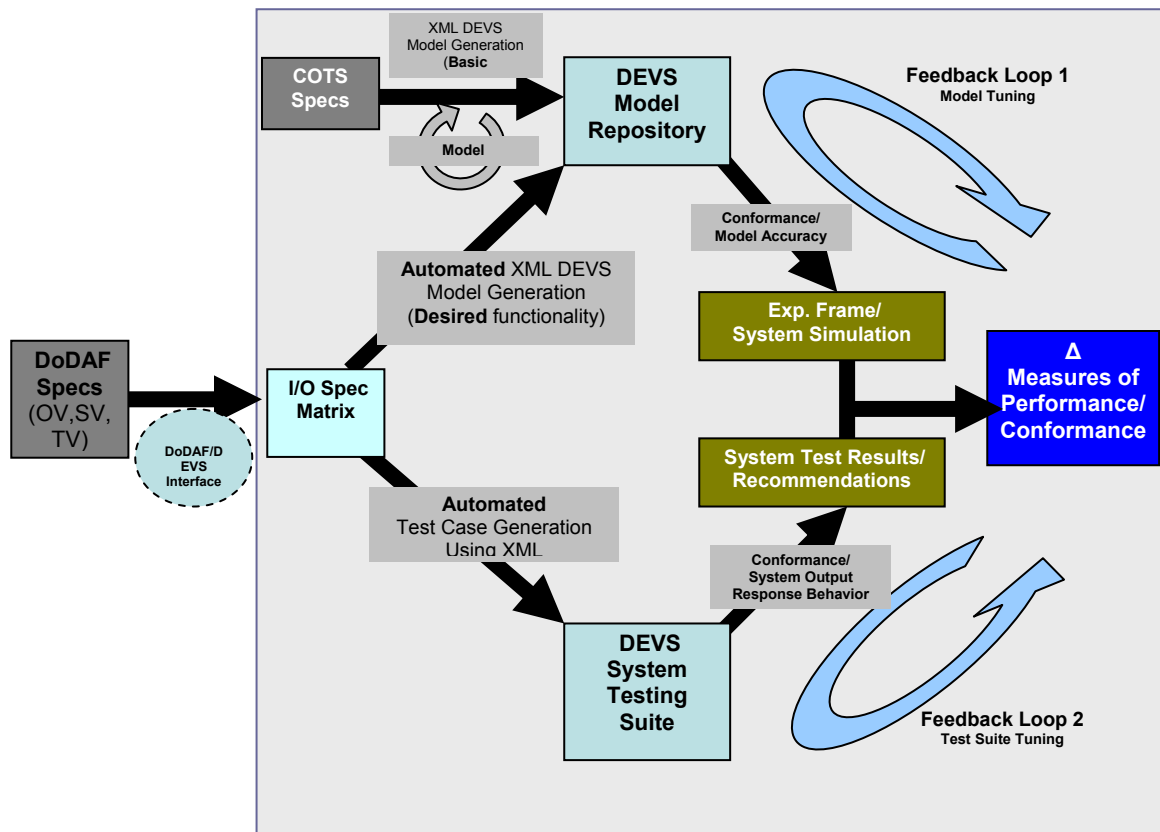 XML DEVS
Model Generation
(Basic
COTS
Specs
Model
DEVS
Model
Repository
Feedback Loop 1
Model Tuning
Conformance/
Model Accuracy
Automated XML DEVS
Model Generation
(Desired functionality)
Exp. Frame/
System Simulation
DoDAF
Specs
(OV,SV,
TV)
DoDAF/D
EVS
Interface
I/O Spec
Matrix
Δ
Measures of
Performance/
Conformance
System Test Results/
Recommendations
Automated
Test Case Generation
Using XML
Conformance/
System Output
Response Behavior
DEVS
System
Testing
Suite
Feedback Loop 2
Test Suite Tuning